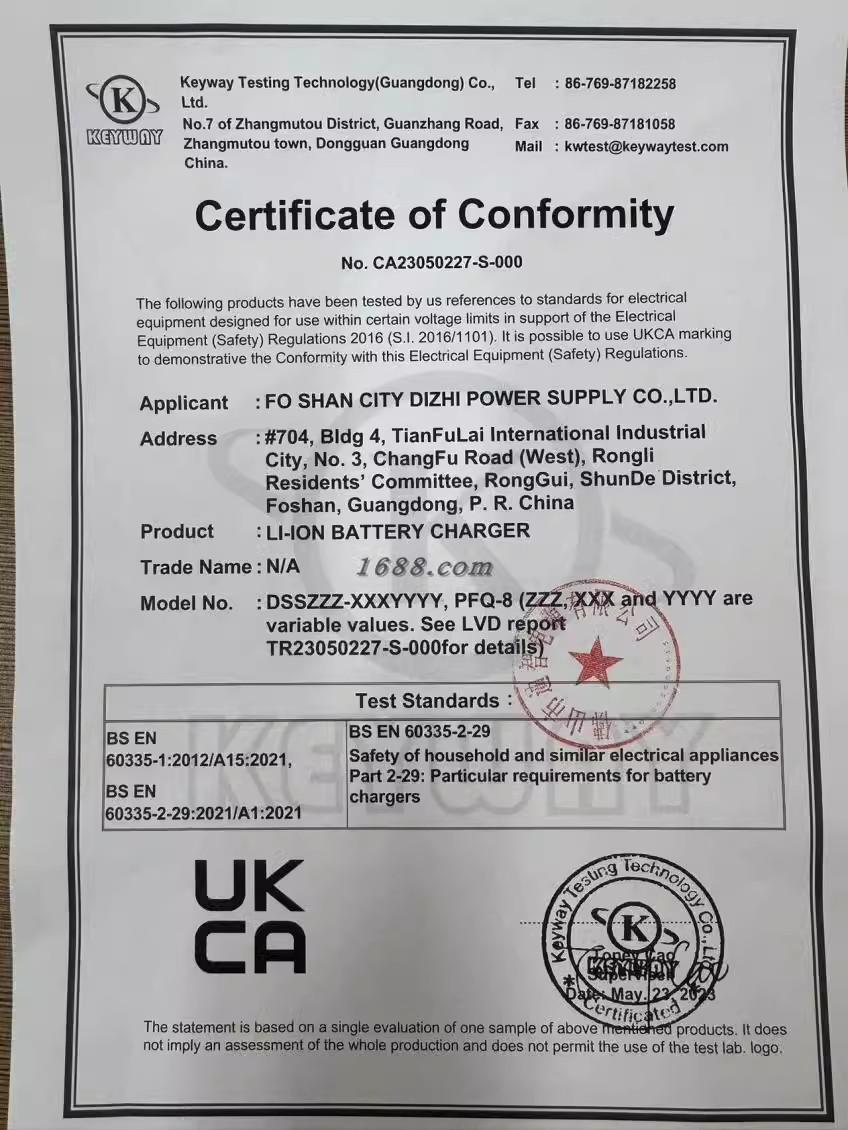 K
KEYWAY
Keyway Testing Technology(Guangdong) Co., Ltd.
No.7 of Zhangmutou District, Guanzhang Road,
Zhangmutou town, Dongguan Guangdong
China.
Tel : 86-769-87182258
Fax : 86-769-87181058
Mail : kwtest@keywaytest.com
Certificate of Conformity
No. CA23050227-S-000
The following products have been tested by us references to standards for electrical
equipment designed for use within certain voltage limits in support of the Electrical
Equipment (Safety) Regulations 2016 (S.I. 2016/1101). It is possible to use UKCA marking
to demonstrative the Conformity with this Electrical Equipment (Safety) Regulations.
Applicant : FO SHAN CITY DIZHI POWER SUPPLY CO.,LTD.
Address : #704, Bldg 4, TianFuLai International Industrial
City, No. 3, ChangFu Road (West), Rongli
Residents' Committee, RongGui, ShunDe District,
Foshan, Guangdong, P. R. China
Product : LI-ION BATTERY CHARGER
Trade Name : N/A
1688.com
Model No. : DSSZZZ-XXXYYYY, PFQ-8 (ZZZ, XXX and YYYY are
variable values. See LVD report
TR23050227-S-000for details)
Test Standards :
BS EN
60335-1:2012/A15:2021,
BS EN
60335-2-29:2021/A1:2021
BS EN 60335-2-29
Safety of household and similar electrical appliances
Part 2-29: Particular requirements for battery
chargers
KEYWAY
UK
CA
Keyway Testing Technology Co.,Ltd
K
KEYWAY
Toney Cao
Supervisor
Date: May. 23, 2023
Certificated
The statement is based on a single evaluation of one sample of above mentioned products. It does
not imply an assessment of the whole production and does not permit the use of the test lab. logo.